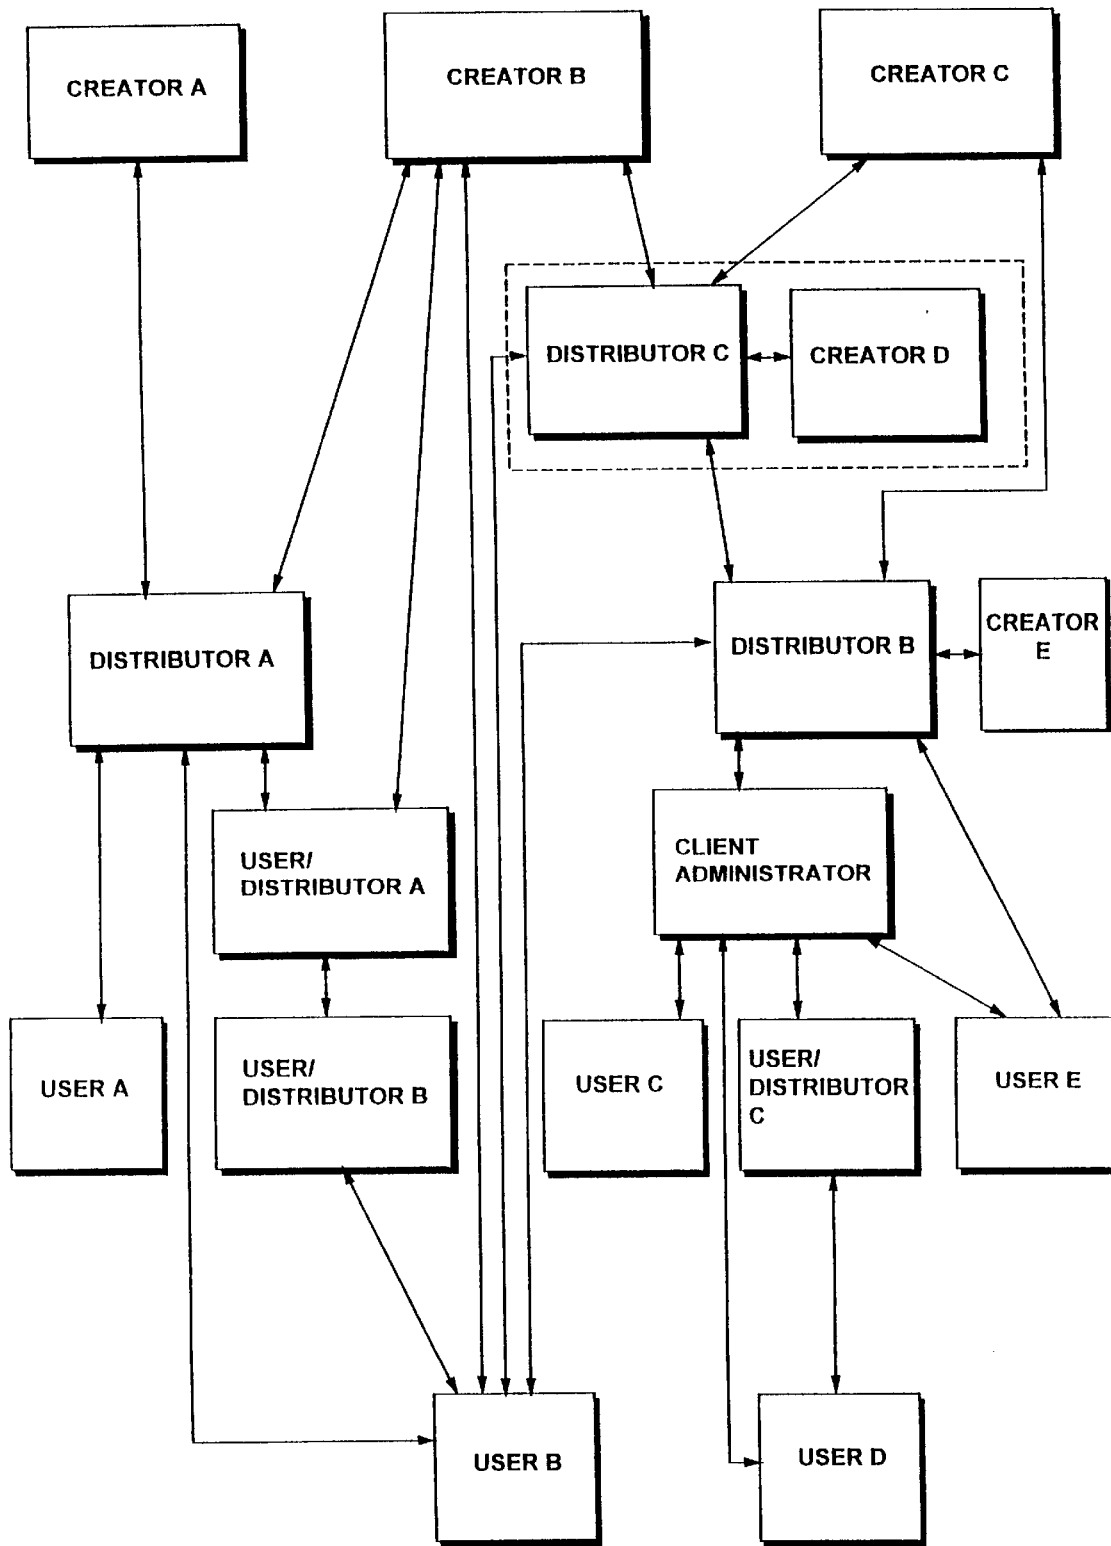 CREATOR A
CREATOR B
CREATOR C
DISTRIBUTOR C
CREATOR D
DISTRIBUTOR A
DISTRIBUTOR B
CREATOR
E
USER/
DISTRIBUTOR A
CLIENT
ADMINISTRATOR
USER A
USER/
DISTRIBUTOR B
USER C
USER/
DISTRIBUTOR
C
USER E
USER B
USER D